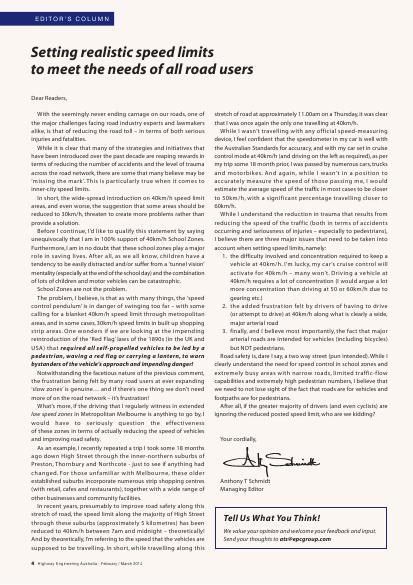 EDITOR'S COLUMN
Setting realistic speed limits
to meet the needs of all road users
Dear Readers,
With the seemingly never ending carnage on our roads, one of
the major challenges facing road industry experts and lawmakers
alike, is that of reducing the road toll – in terms of both serious
injuries and fatalities.
While it is clear that many of the strategies and initiatives that
have been introduced over the past decade are reaping rewards in
terms of reducing the number of accidents and the level of trauma
across the road network, there are some that many believe may be
'missing the mark'. This is particularly true when it comes to
inner-city speed limits.
In short, the wide-spread introduction on 40km/h speed limit
areas, and even worse, the suggestion that some areas should be
reduced to 30km/h, threaten to create more problems rather than
provide a solution.
Before I continue, I'd like to qualify this statement by saying
unequivocally that I am in 100% support of 40km/h School Zones.
Furthermore, I am in no doubt that these school zones play a major
role in saving lives. After all, as we all know, children have a
tendency to be easily distracted and/or suffer from a 'tunnel vision'
mentality (especially at the end of the school day) and the combination
of lots of children and motor vehicles can be catastrophic.
School Zones are not the problem.
The problem, I believe, is that as with many things, the 'speed
control pendulum' is in danger of swinging too far – with some
calling for a blanket 40km/h speed limit through metropolitan
areas, and in some cases, 30km/h speed limits in built up shopping
strip areas. One wonders if we are looking at the impending
reintroduction of the 'Red Flag' laws of the 1890s (in the UK and
USA) that required all self-propelled vehicles to be led by a
pedestrian, waving a red flag or carrying a lantern, to warn
bystanders of the vehicle's approach and impending danger!
Notwithstanding the facetious nature of the previous comment,
the frustration being felt by many road users at ever expanding
'slow zones' is genuine.... and if there's one thing we don't need
more of on the road network – it's frustration!
What's more, if the driving that I regularly witness in extended
low speed zones in Metropolitan Melbourne is anything to go by, I
would have to seriously question the effectiveness
of these zones in terms of actually reducing the speed of vehicles
and improving road safety.
As an example, I recently repeated a trip I took some 18 months
ago down High Street through the inner-northern suburbs of
Preston, Thornbury and Northcote - just to see if anything had
changed. For those unfamiliar with Melbourne, these older
established suburbs incorporate numerous strip shopping centres
(with retail, cafes and restaurants), together with a wide range of
other businesses and community facilities.
In recent years, presumably to improve road safety along this
stretch of road, the speed limit along the majority of High Street
through these suburbs (approximately 5 kilometres) has been
reduced to 40km/h between 7am and midnight – theoretically!
And by theoretically, I'm referring to the speed that the vehicles are
supposed to be travelling. In short, while travelling along this
stretch of road at approximately 11.00am on a Thursday, it was clear
that I was once again the only one travelling at 40km/h.
While I wasn't travelling with any official speed-measuring
device, I feel confident that the speedometer in my car is well with
the Australian Standards for accuracy, and with my car set in cruise
control mode at 40km/h (and driving on the left as required), as per
my trip some 18 month prior, I was passed by numerous cars, trucks
and motorbikes. And again, while I wasn't in a position to
accurately measure the speed of those passing me, I would
estimate the average speed of the traffic in most cases to be closer
to 50km/h, with a significant percentage travelling closer to
60km/h.
While I understand the reduction in trauma that results from
reducing the speed of the traffic (both in terms of accidents
occurring and seriousness of injuries – especially to pedestrians),
I believe there are three major issues that need to be taken into
account when setting speed limits, namely:
1. the difficulty involved and concentration required to keep a
vehicle at 40km/h. I'm lucky, my car's cruise control will
activate for 40km/h – many won't. Driving a vehicle at
40km/h requires a lot of concentration (I would argue a lot
more concentration than driving at 50 or 60km/h due to
gearing etc.)
2. the added frustration felt by drivers of having to drive
(or attempt to drive) at 40km/h along what is clearly a wide,
major arterial road
3. finally, and I believe most importantly, the fact that major
arterial roads are intended for vehicles (including bicycles)
but NOT pedestrians.
Road safety is, dare I say, a two way street (pun intended). While I
clearly understand the need for speed control in school zones and
extremely busy areas with narrow roads, limited traffic-flow
capabilities and extremely high pedestrian numbers, I believe that
we need to not lose sight of the fact that roads are for vehicles and
footpaths are for pedestrians.
After all, if the greater majority of drivers (and even cyclists) are
ignoring the reduced posted speed limit, who are we kidding?
Your cordially,
Anthony T Schmidt
Managing Editor
Tell Us What You Think!
We value your opinion and welcome your feedback and input.
Send your thoughts to ats@epcgroup.com
4 Highway Engineering Australia - February / March 2014